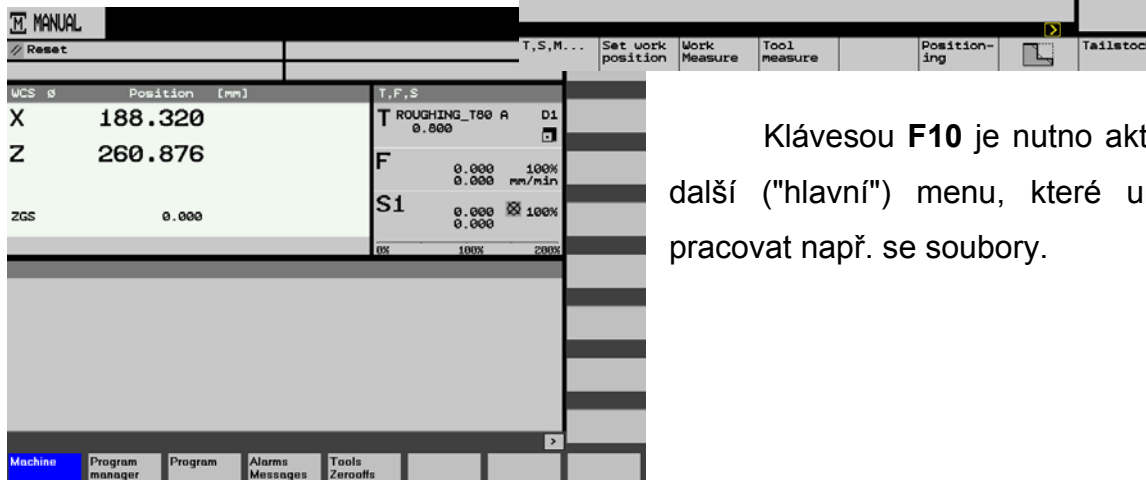 M MANUAL
// Reset
T,S,M... Set work position Work Measure Tool measure Position-ing Tailstoc
WCS Ø Position [mm] T,F,S
X 188.320 T ROUGHING_T80 A D1
0.800
Z 260.876 F 0.000 100%
0.000 mm/min
S1 0.000 100%
ZGS 0.000 0.000
0% 100% 200%
>
Machine Program manager Program Alarms Messages Tools Zerooffs
>
Klávesou F10 je nutno akt
další ("hlavní") menu, které u
pracovat např. se soubory.